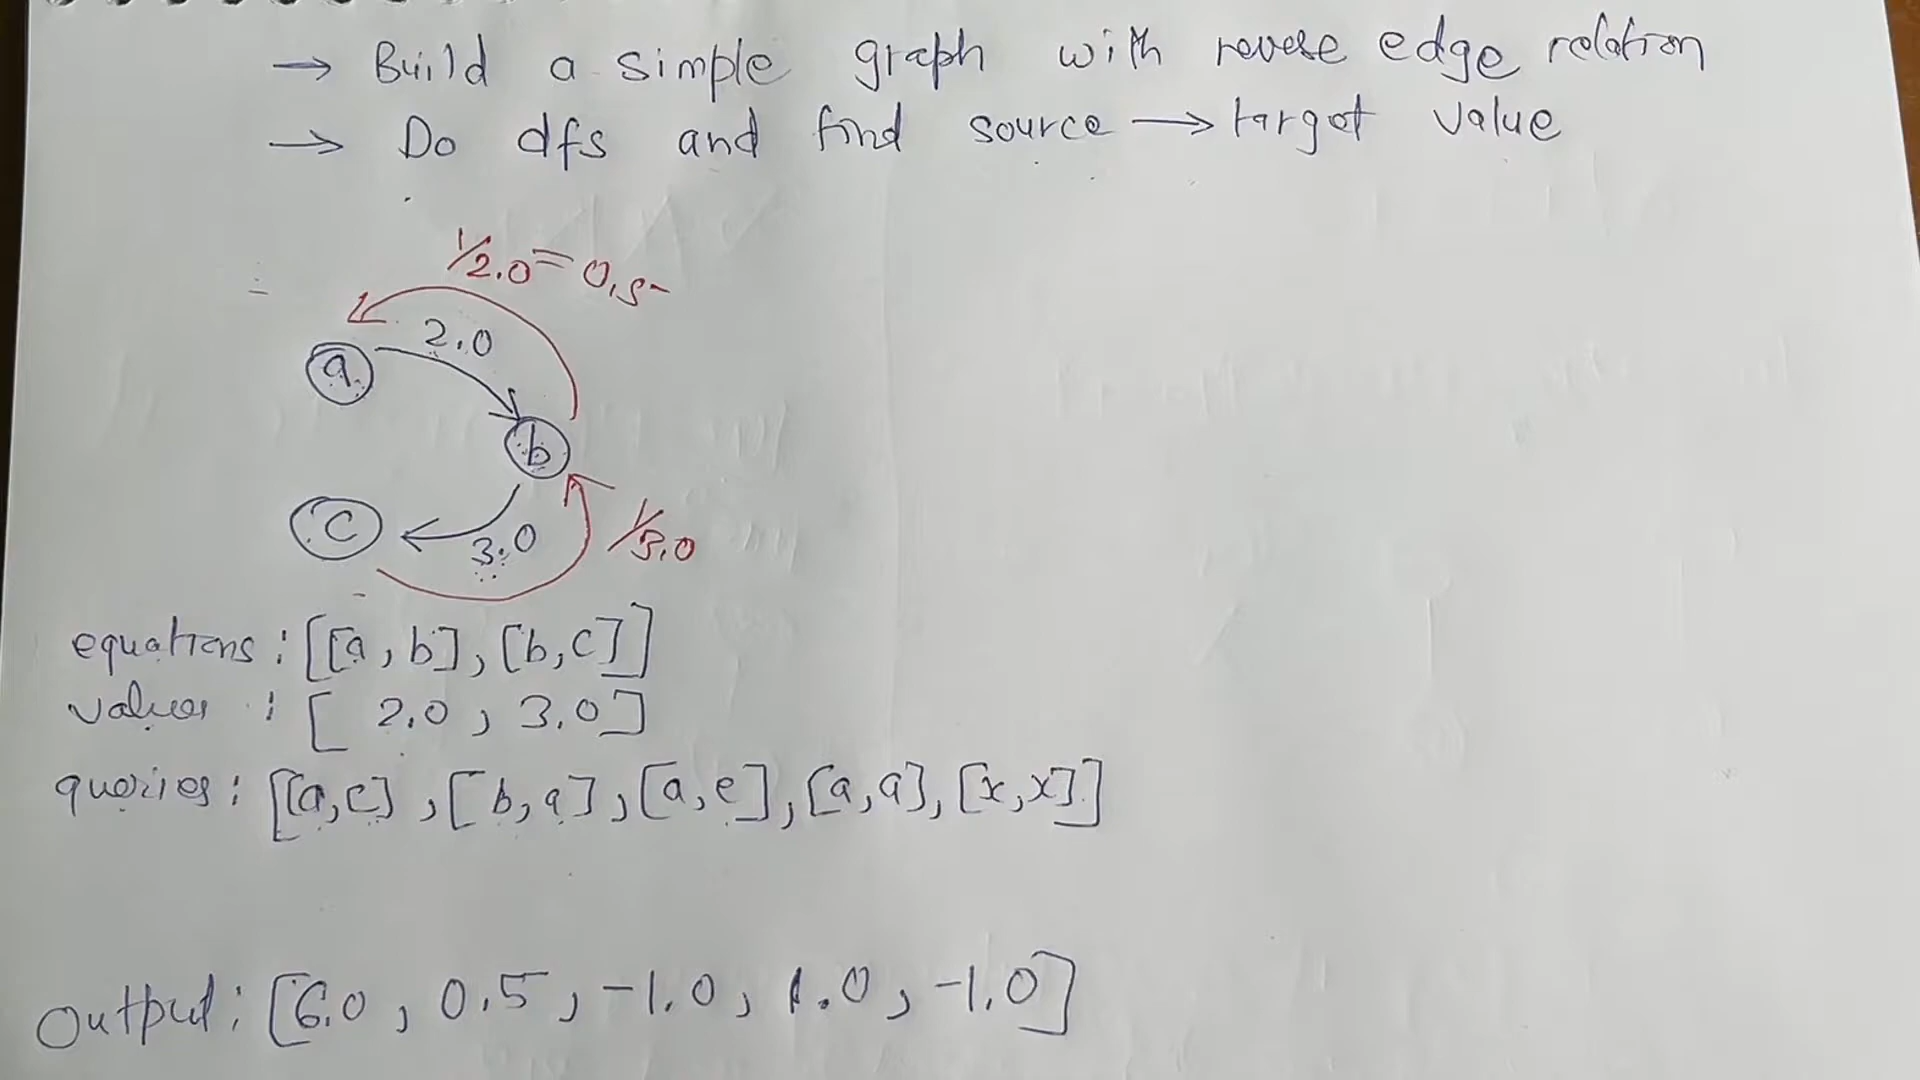 → Build a simple graph with revese edge relation
→ Do dfs and find source → target value
1/2.0 = 0.5
2.0
a
b
c
3.0
1/3.0
equations : [[a, b], [b,c]]
values : [ 2.0, 3.0]
queries : [[a,c], [b,a], [a,e], [a,a], [x,x]]
Output : [6.0, 0.5, -1.0, 1.0, -1.0]